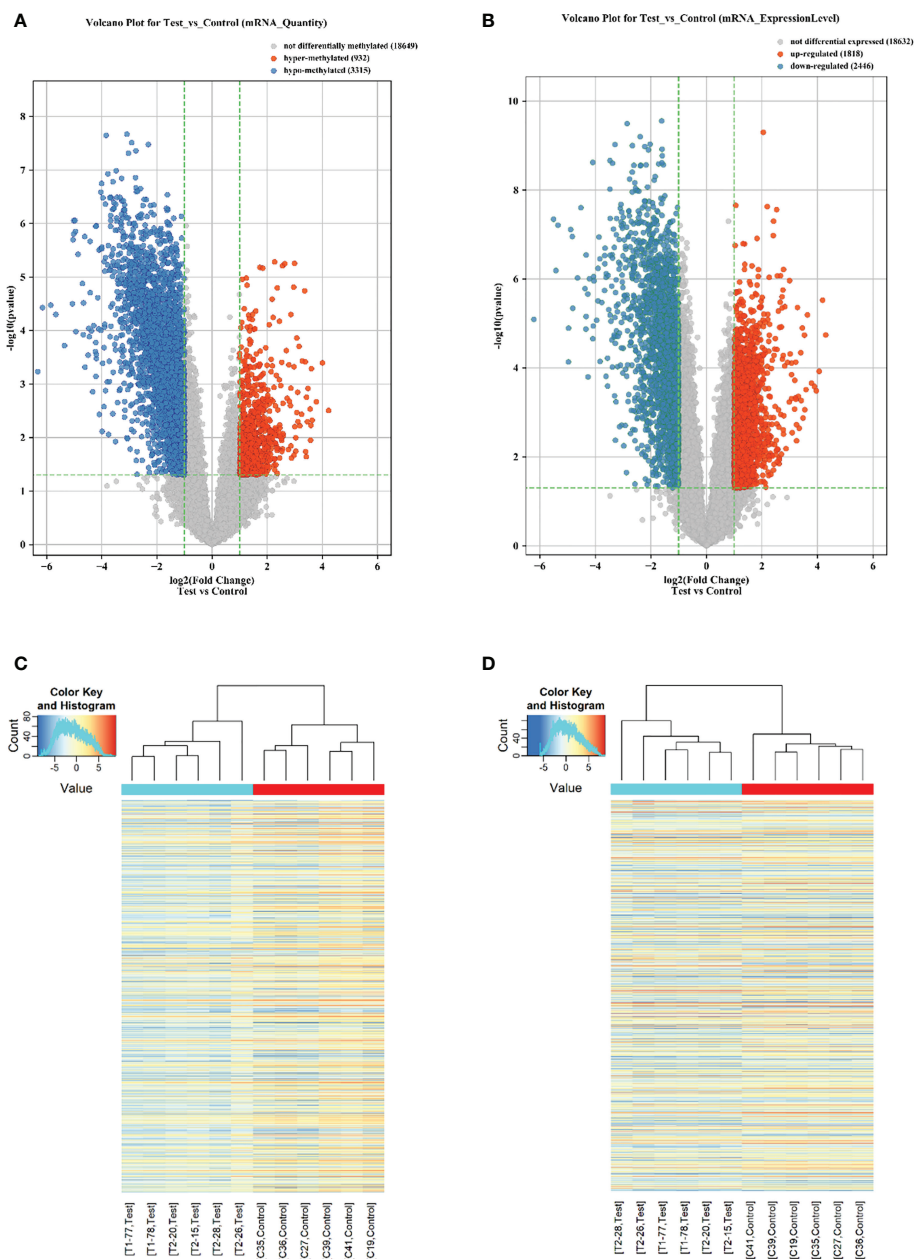 A
Volcano Plot for Test_vs_Control (mRNA_Quantity)
not differentially methylated (18649)
hyper-methylated (932)
hypo-methylated (3315)
8
7
6
5
4
3
2
1
0
-log10(pvalue)
−6 −4 −2 0 2 4 6
log2(Fold Change)
Test vs Control
B
Volcano Plot for Test_vs_Control (mRNA_ExpressionLevel)
not differential expressed (18632)
up-regulated (1818)
down-regulated (2446)
10
8
6
4
2
0
-log10(pvalue)
−6 −4 −2 0 2 4 6
log2(Fold Change)
Test vs Control
C
Color Key
and Histogram
Count
0 40 80
-5 0 5
Value
[T1-77,Test]
[T1-78,Test]
[T2-20,Test]
[T2-15,Test]
[T2-28,Test]
[T2-26,Test]
C35,Control]
C36,Control]
C27,Control]
C39,Control]
C41,Control]
C19,Control]
D
Color Key
and Histogram
Count
0 40
-5 0 5
Value
[T2-28,Test]
[T2-26,Test]
[T1-77,Test]
[T1-78,Test]
[T2-20,Test]
[T2-15,Test]
[C41,Control]
[C39,Control]
[C19,Control]
[C35,Control]
[C27,Control]
[C36,Control]